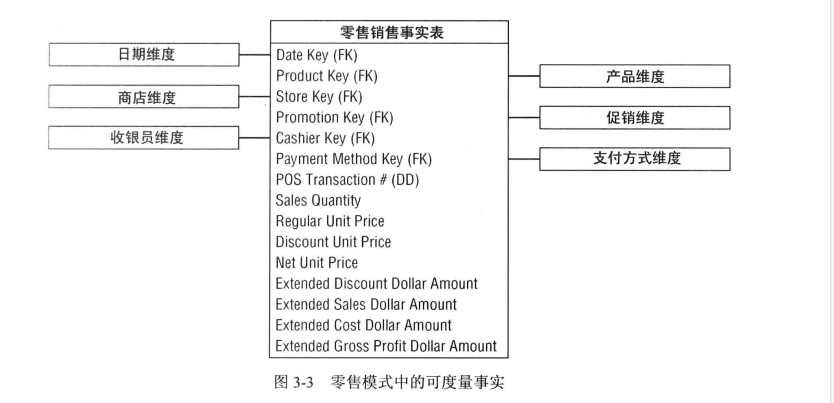 零售销售事实表
日期维度
Date Key (FK)
Product Key (FK)
产品维度
商店维度
Store Key (FK)
Promotion Key (FK)
促销维度
收银员维度
Cashier Key (FK)
Payment Method Key (FK)
支付方式维度
POS Transaction # (DD)
Sales Quantity
Regular Unit Price
Discount Unit Price
Net Unit Price
Extended Discount Dollar Amount
Extended Sales Dollar Amount
Extended Cost Dollar Amount
Extended Gross Profit Dollar Amount
图 3-3 零售模式中的可度量事实